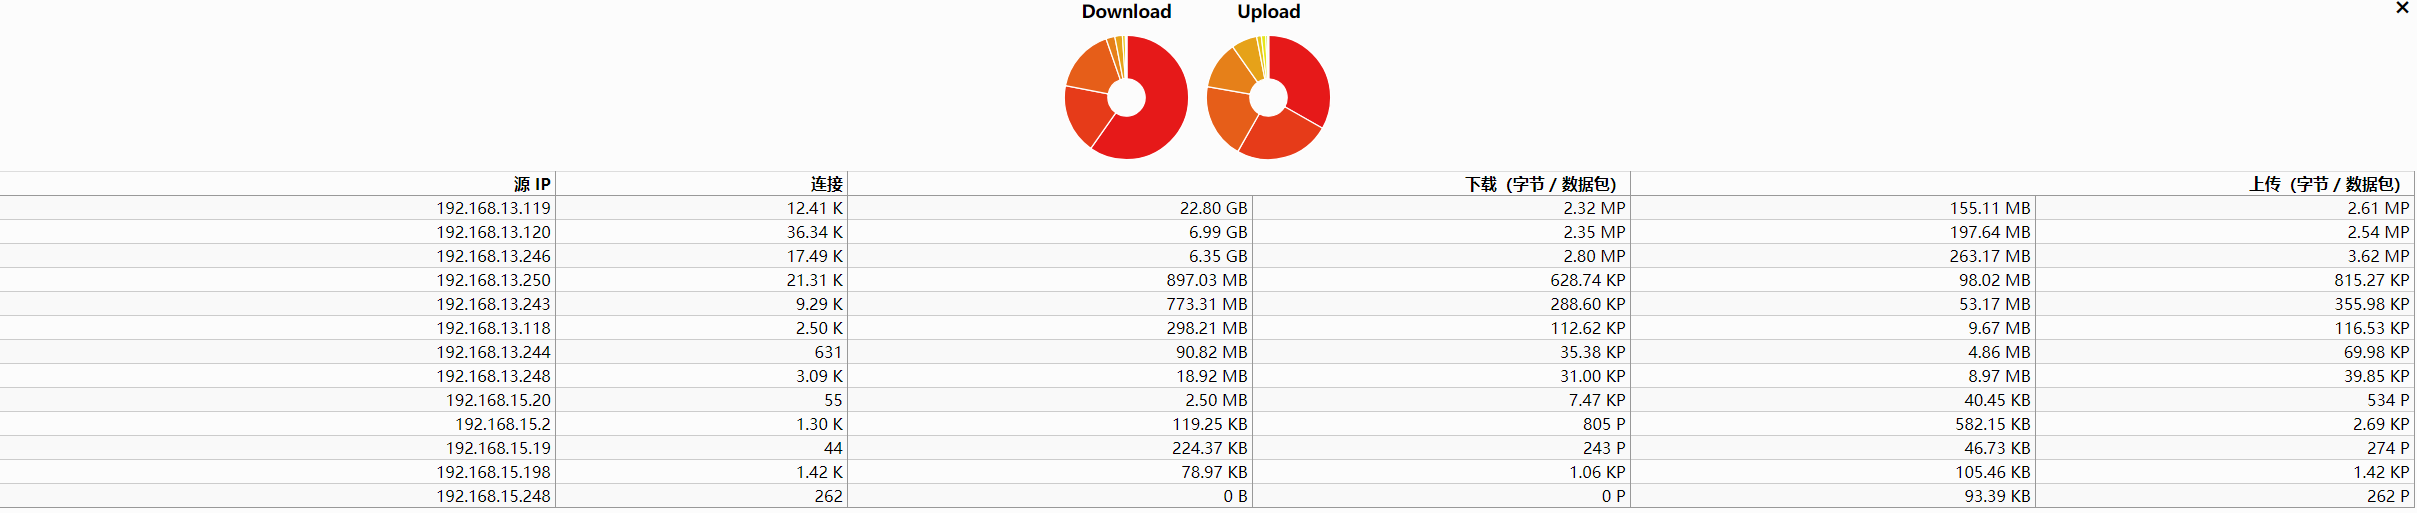 Download Upload ×
源 IP 连接 下载（字节 / 数据包） 上传（字节 / 数据包）
192.168.13.119 12.41 K 22.80 GB 2.32 MP 155.11 MB 2.61 MP
192.168.13.120 36.34 K 6.99 GB 2.35 MP 197.64 MB 2.54 MP
192.168.13.246 17.49 K 6.35 GB 2.80 MP 263.17 MB 3.62 MP
192.168.13.250 21.31 K 897.03 MB 628.74 KP 98.02 MB 815.27 KP
192.168.13.243 9.29 K 773.31 MB 288.60 KP 53.17 MB 355.98 KP
192.168.13.118 2.50 K 298.21 MB 112.62 KP 9.67 MB 116.53 KP
192.168.13.244 631 90.82 MB 35.38 KP 4.86 MB 69.98 KP
192.168.13.248 3.09 K 18.92 MB 31.00 KP 8.97 MB 39.85 KP
192.168.15.20 55 2.50 MB 7.47 KP 40.45 KB 534 P
192.168.15.2 1.30 K 119.25 KB 805 P 582.15 KB 2.69 KP
192.168.15.19 44 224.37 KB 243 P 46.73 KB 274 P
192.168.15.198 1.42 K 78.97 KB 1.06 KP 105.46 KB 1.42 KP
192.168.15.248 262 0 B 0 P 93.39 KB 262 P